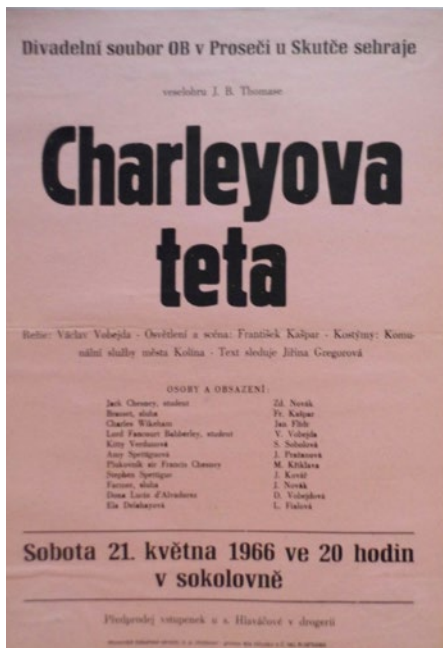 Divadelní soubor OB v Proseči u Skutče sehraje
veselohru J. B. Thomase
Charleyova
teta
Režie: Václav Vobejda - Osvětlení a scéna: František Kašpar - Kostýmy: Komu-
nální služby města Kolína - Text sleduje Jiřina Gregorová
OSOBY A OBSAZENÍ:
Jack Chesney, student Zd. Novák
Brassett, sluha Fr. Kašpar
Charles Wikeham Jan Flídr
Lord Fancourt Babberley, student V. Vobejda
Kitty Verdunová S. Sobolová
Amy Spettiguová J. Pražanová
Plukovník sir Francis Chesney M. Křiklava
Stephen Spettigue J. Kovář
Farmer, sluha J. Novák
Dona Lucia d'Alvadorez D. Vobejdová
Ela Delahayová L. Fialová
Sobota 21. května 1966 ve 20 hodin
v sokolovně
Předprodej vstupenek u s. Hlaváčové v drogerii